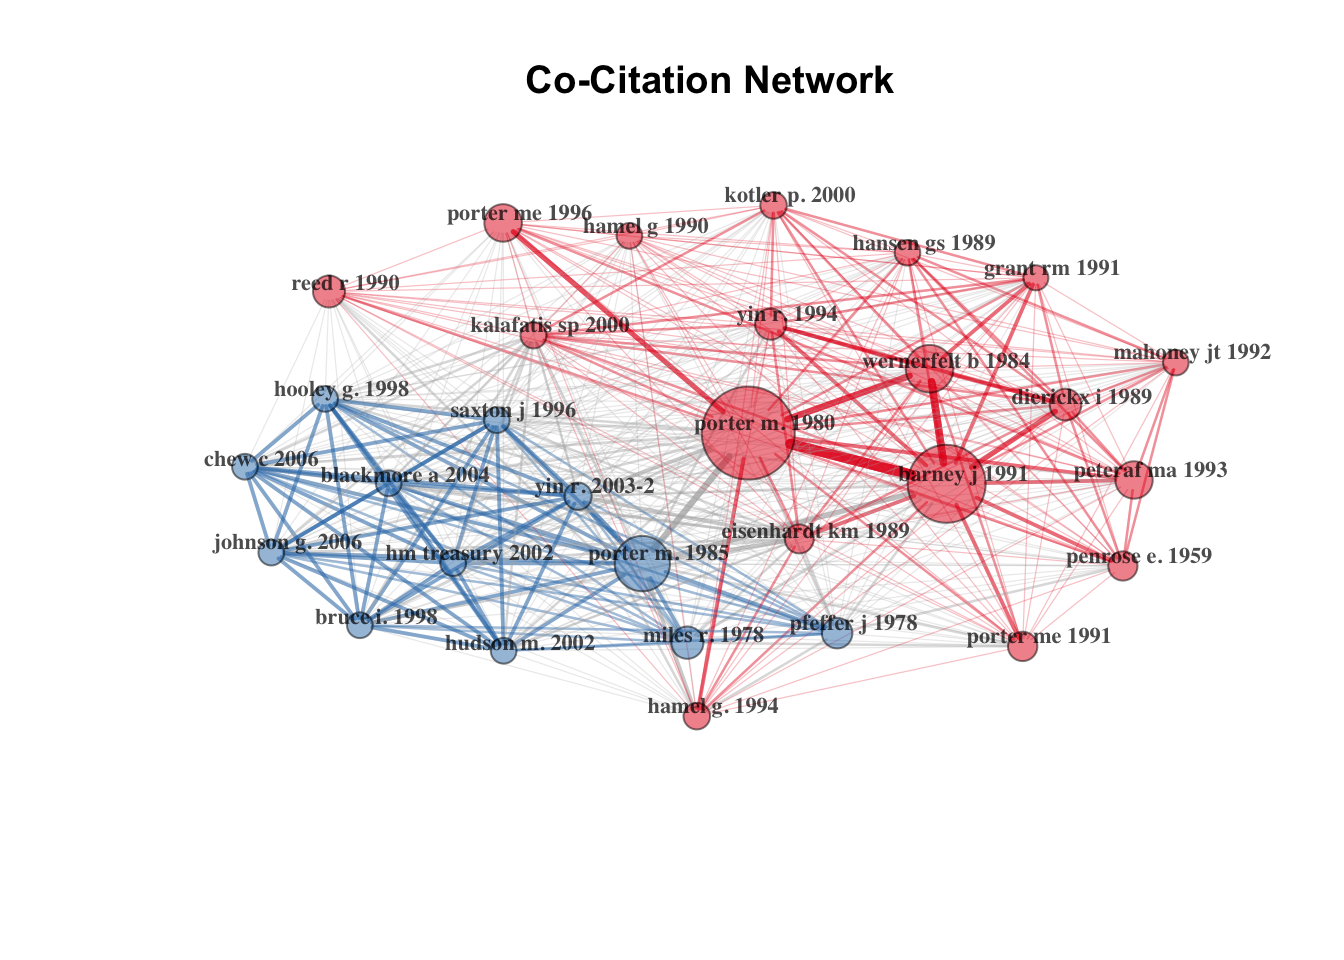 Co-Citation Network
kotler p. 2000
porter me 1996
hamel g 1990
hansen gs 1989
grant rm 1991
reed r 1990
yin r. 1994
kalafatis sp 2000
mahoney jt 1992
wernerfelt b 1984
hooley g. 1998
dierickx i 1989
saxton j 1996
porter m. 1980
chew c 2006
peteraf ma 1993
blackmore a 2004
barney j 1991
yin r. 2003-2
eisenhardt km 1989
johnson g. 2006
hm treasury 2002
porter m. 1985
penrose e. 1959
bruce i. 1998
pfeffer j 1978
miles r. 1978
porter me 1991
hudson m. 2002
hamel g. 1994